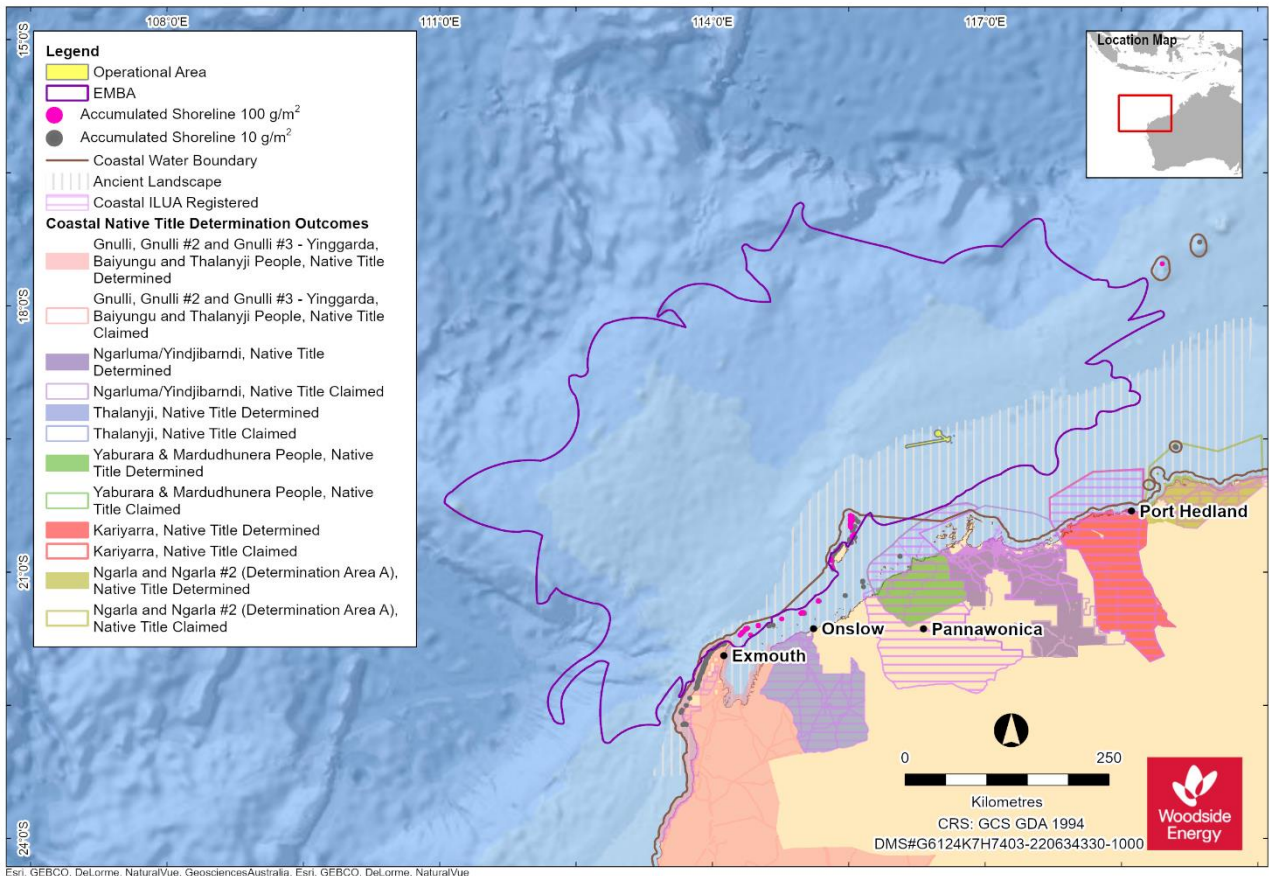 108°0'E
111°0'E
114°0'E
117°0'E
15°0'S
18°0'S
21°0'S
24°0'S
Legend
Operational Area
EMBA
Accumulated Shoreline 100 g/m²
Accumulated Shoreline 10 g/m²
Coastal Water Boundary
Ancient Landscape
Coastal ILUA Registered
Coastal Native Title Determination Outcomes
Gnulli, Gnulli #2 and Gnulli #3 - Yinggarda,
Baiyungu and Thalanyji People, Native Title
Determined
Gnulli, Gnulli #2 and Gnulli #3 - Yinggarda,
Baiyungu and Thalanyji People, Native Title
Claimed
Ngarluma/Yindjibarndi, Native Title
Determined
Ngarluma/Yindjibarndi, Native Title Claimed
Thalanyji, Native Title Determined
Thalanyji, Native Title Claimed
Yaburara & Mardudhunera People, Native
Title Determined
Yaburara & Mardudhunera People, Native
Title Claimed
Kariyarra, Native Title Determined
Kariyarra, Native Title Claimed
Ngarla and Ngarla #2 (Determination Area A),
Native Title Determined
Ngarla and Ngarla #2 (Determination Area A),
Native Title Claimed
Location Map
Port Hedland
Onslow
Pannawonica
Exmouth
0 250
Kilometres
CRS: GCS GDA 1994
DMS#G6124K7H7403-220634330-1000
Woodside
Energy
Esri, GEBCO, DeLorme, NaturalVue, GeosciencesAustralia, Esri, GEBCO, DeLorme, NaturalVue